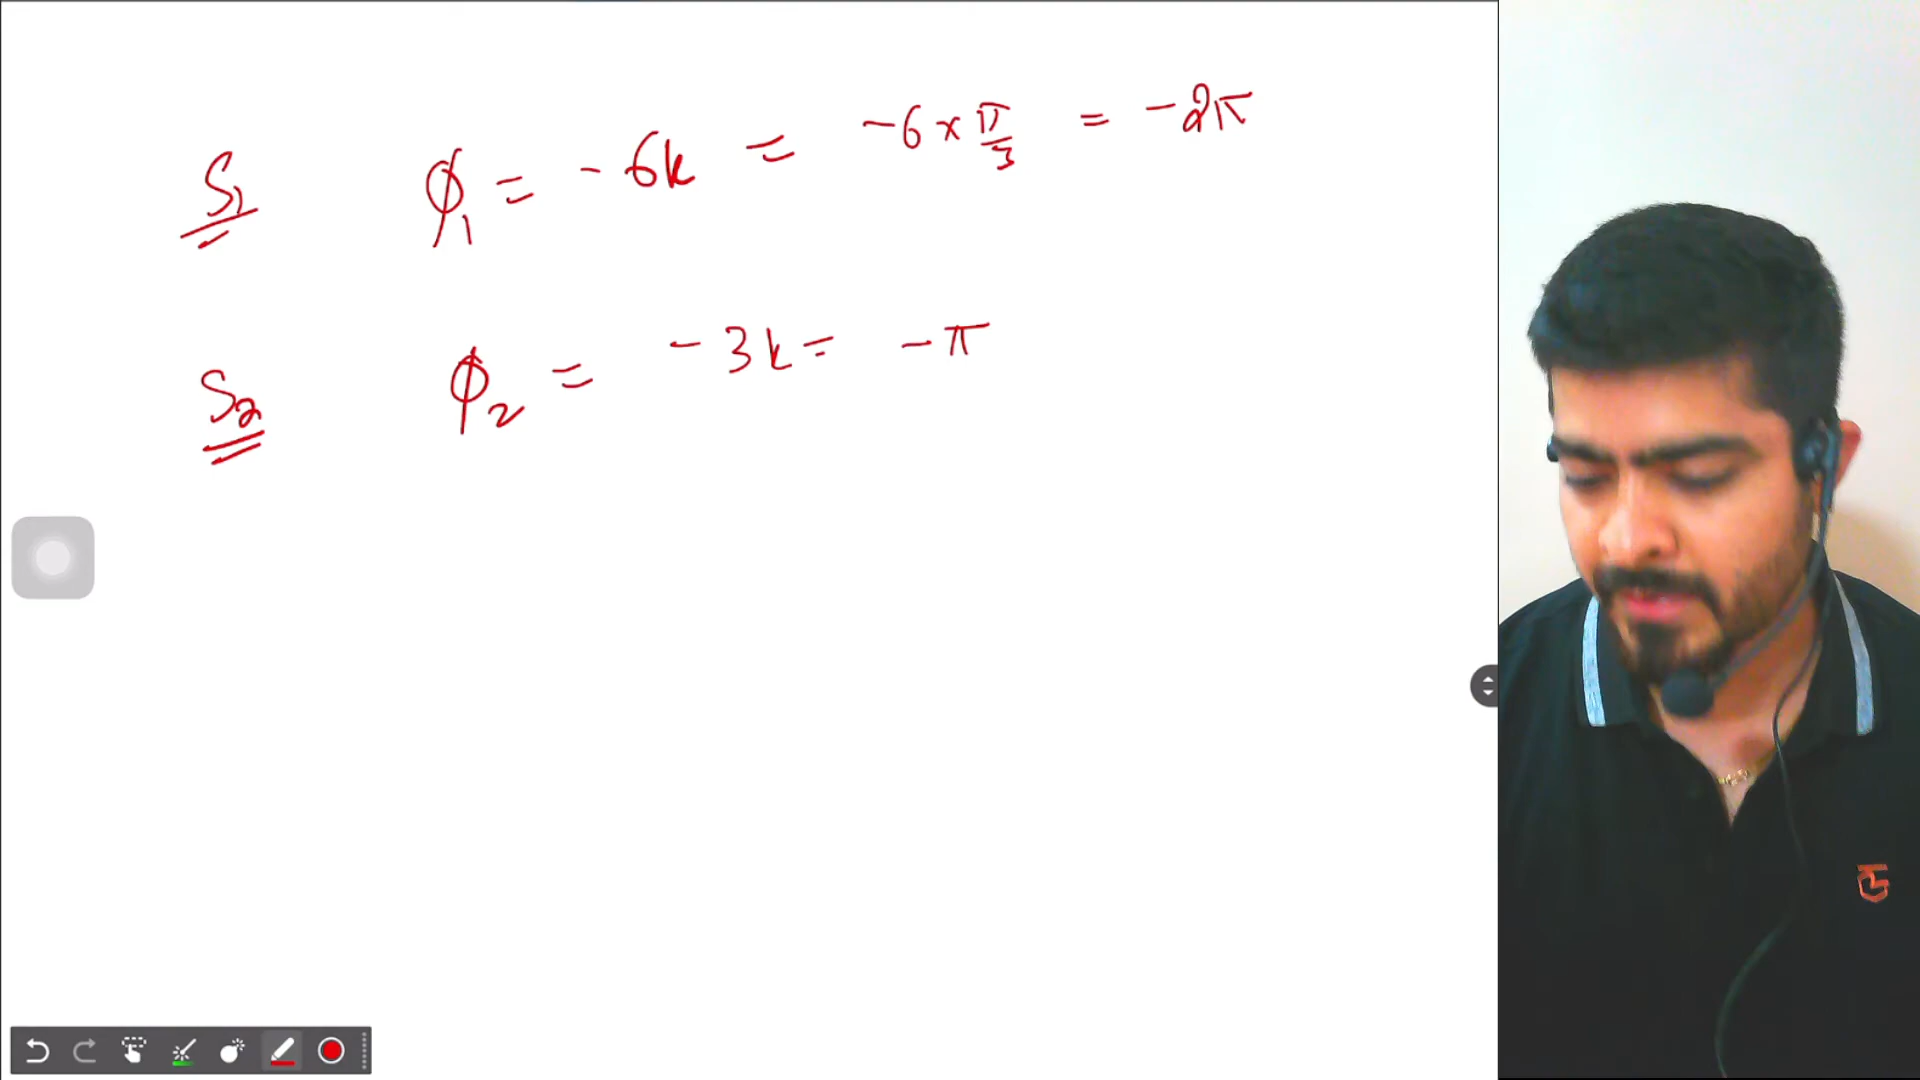 S₁ ϕ₁ = - 6k = -6 × π/3 = -2π
S₂ ϕ₂ = -3k = -π